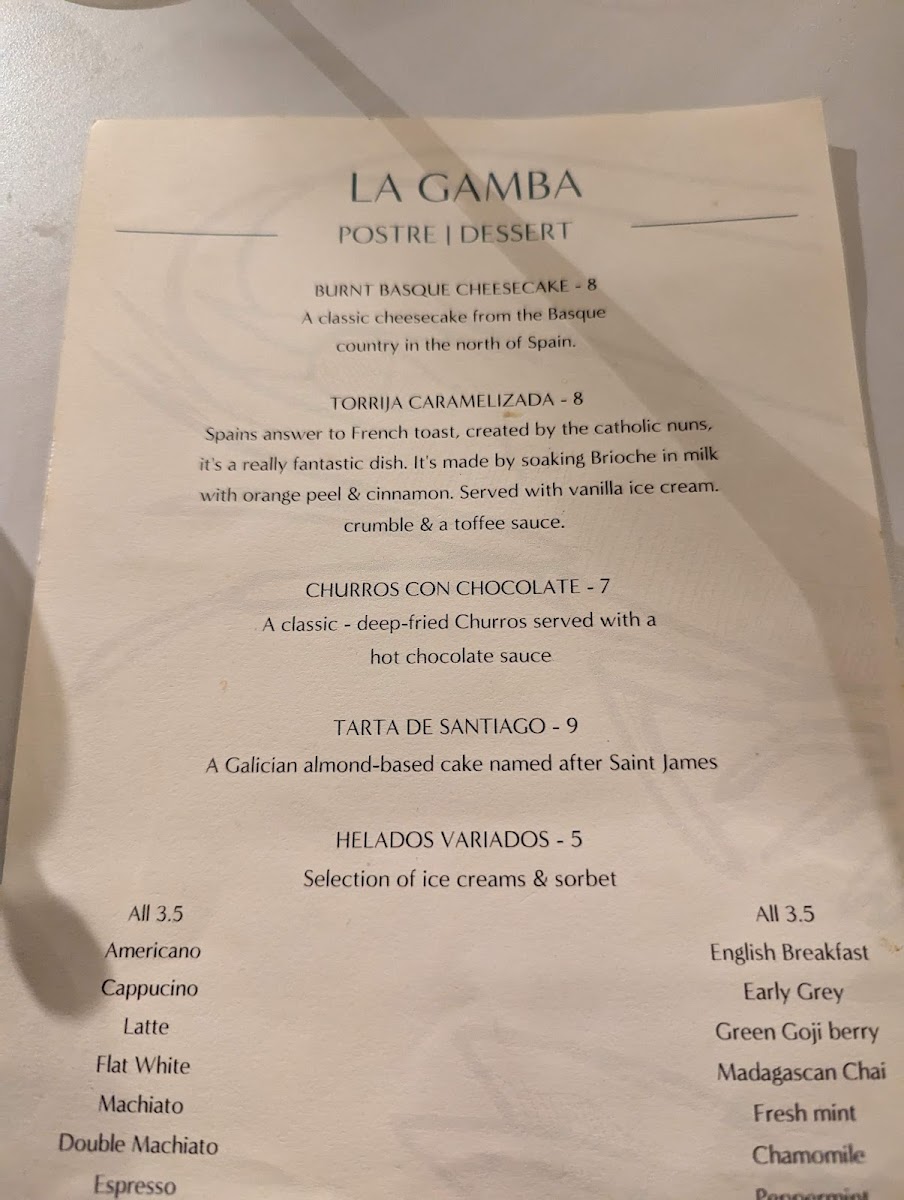 LA GAMBA
POSTRE | DESSERT
BURNT BASQUE CHEESECAKE - 8
A classic cheesecake from the Basque
country in the north of Spain.
TORRIJA CARAMELIZADA - 8
Spains answer to French toast, created by the catholic nuns,
it's a really fantastic dish. It's made by soaking Brioche in milk
with orange peel & cinnamon. Served with vanilla ice cream.
crumble & a toffee sauce.
CHURROS CON CHOCOLATE - 7
A classic - deep-fried Churros served with a
hot chocolate sauce
TARTA DE SANTIAGO - 9
A Galician almond-based cake named after Saint James
HELADOS VARIADOS - 5
Selection of ice creams & sorbet
All 3.5
Americano
Cappucino
Latte
Flat White
Machiato
Double Machiato
Espresso
All 3.5
English Breakfast
Early Grey
Green Goji berry
Madagascan Chai
Fresh mint
Chamomile
Peppermint